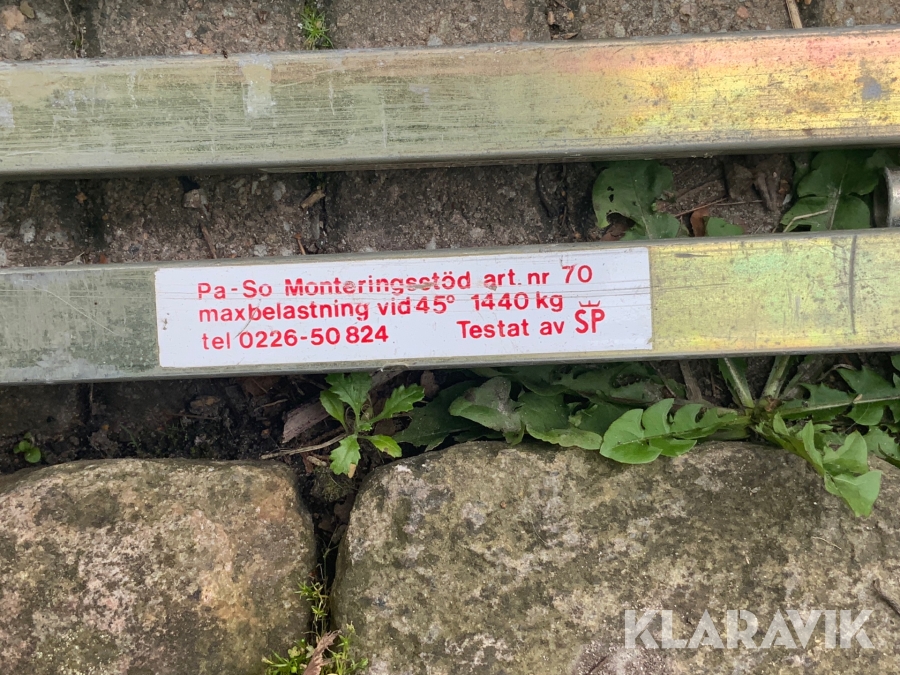 Pa-So Monteringsstöd art. nr 70
maxbelastning vid 45° 1440 kg
tel 0226-50 824 Testat av SP
KLARAVIK